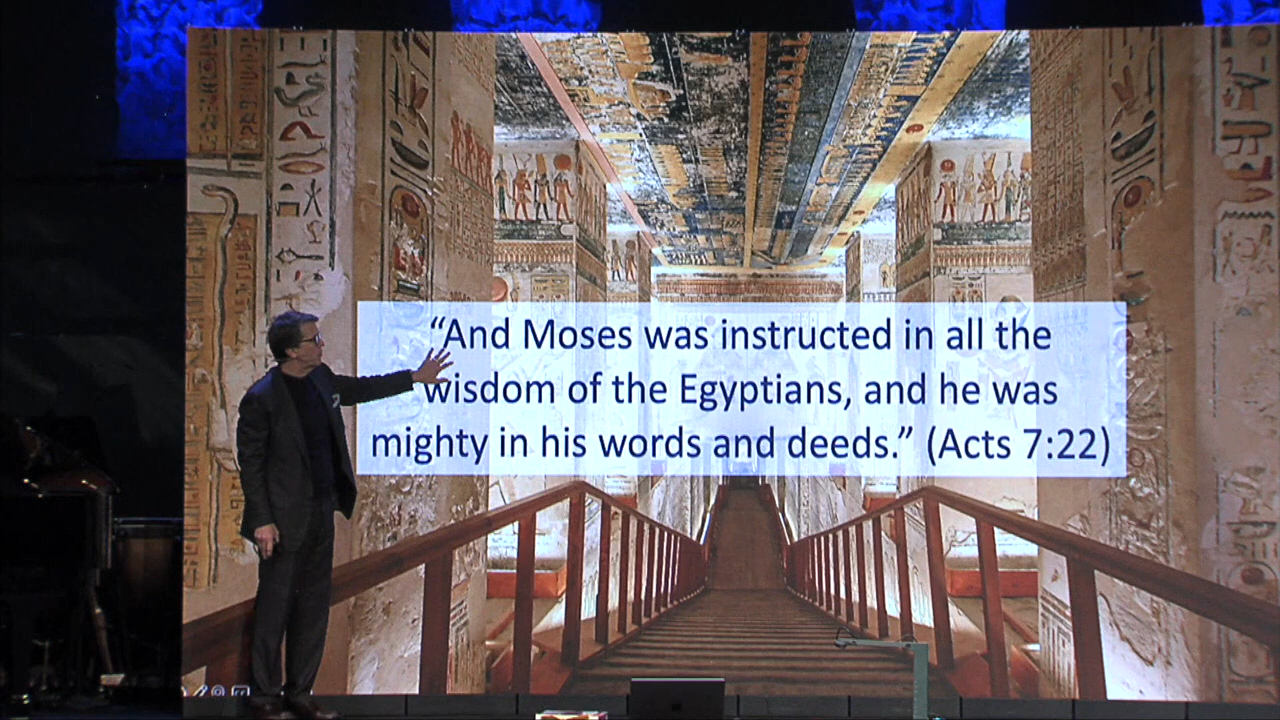 “And Moses was instructed in all the
wisdom of the Egyptians, and he was
mighty in his words and deeds.” (Acts 7:22)